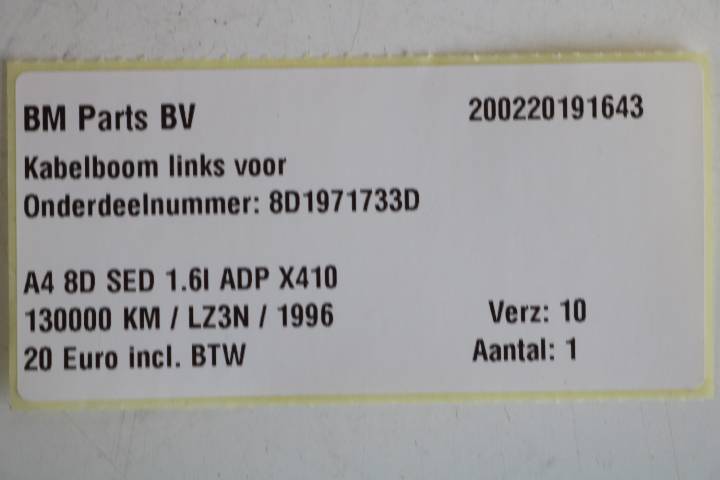 BM Parts BV 200220191643
Kabelboom links voor
Onderdeelnummer: 8D1971733D
A4 8D SED 1.6I ADP X410
130000 KM / LZ3N / 1996 Verz: 10
20 Euro incl. BTW Aantal: 1